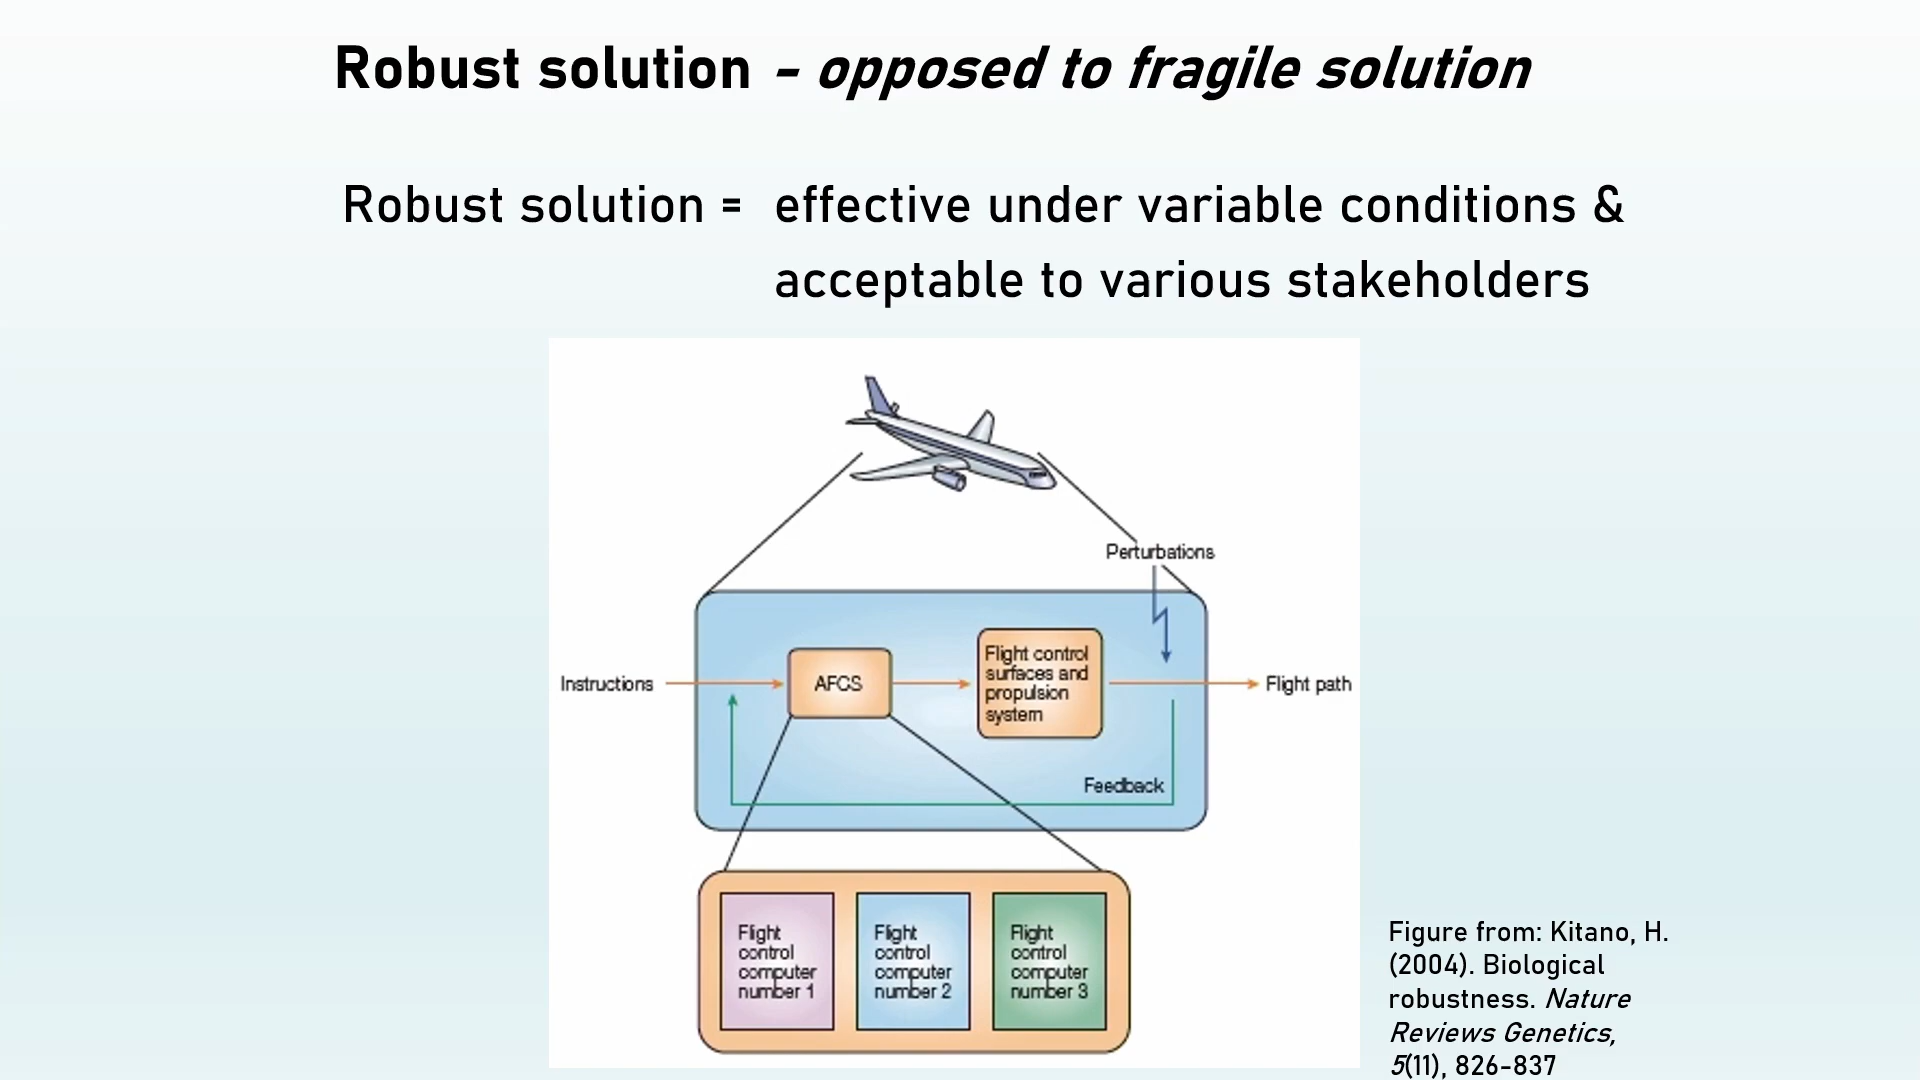 Robust solution - opposed to fragile solution
Robust solution = effective under variable conditions &
acceptable to various stakeholders
Perturbations
Instructions
AFCS
Flight control
surfaces and
propulsion
system
Flight path
Feedback
Flight
control
computer
number 1
Flight
control
computer
number 2
Flight
control
computer
number 3
Figure from: Kitano, H.
(2004). Biological
robustness. Nature
Reviews Genetics,
5(11), 826-837